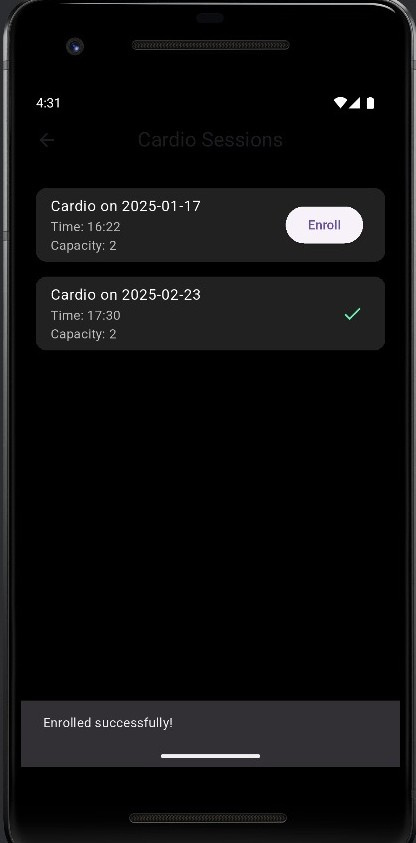 4:31
Cardio Sessions
Cardio on 2025-01-17
Time: 16:22
Capacity: 2
Enroll
Cardio on 2025-02-23
Time: 17:30
Capacity: 2
Enrolled successfully!